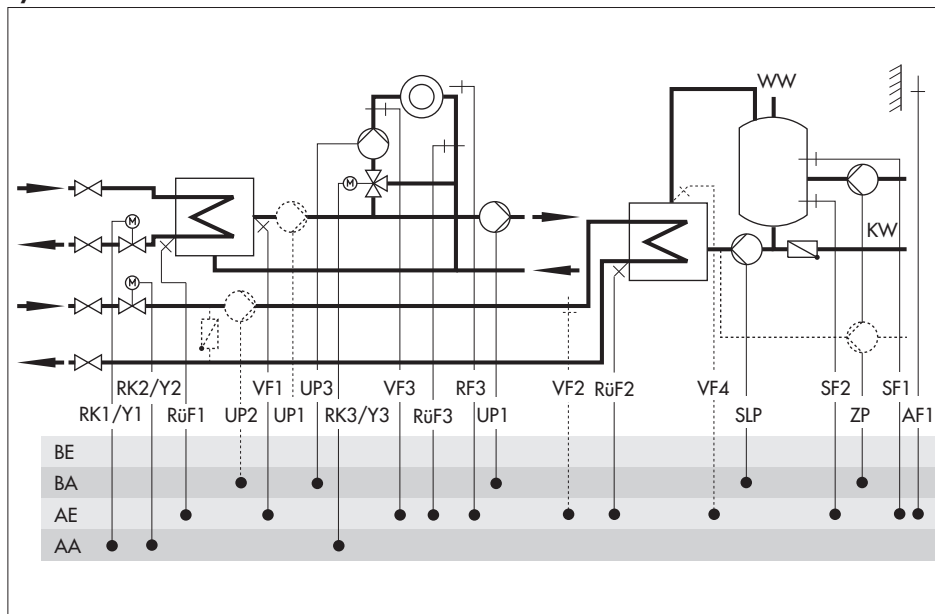 WW
M
KW
M
M
RK2/Y2 VF1 UP3 VF3 RF3 VF2 RüF2 VF4 SF2 SF1
RK1/Y1 RüF1 UP2 UP1 RK3/Y3 RüF3 UP1 SLP ZP AF1
BE
BA
AE
AA